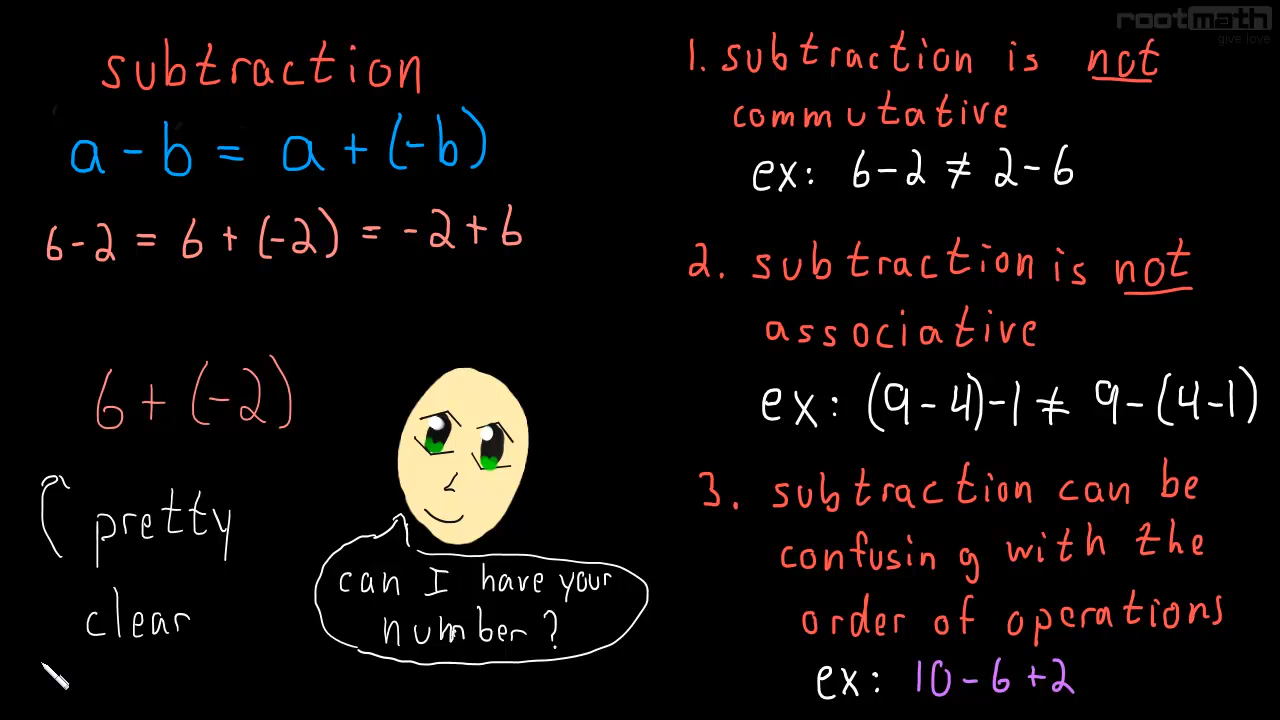 rootmath
give love
subtraction
a - b = a + (-b)
6 - 2 = 6 + (-2) = -2 + 6
6 + (-2)
pretty
clear
can I have your
number?
1. subtraction is not
commutative
ex: 6 - 2 ≠ 2 - 6
2. subtraction is not
associative
ex: (9 - 4) - 1 ≠ 9 - (4 - 1)
3. subtraction can be
confusing with the
order of operations
ex: 10 - 6 + 2